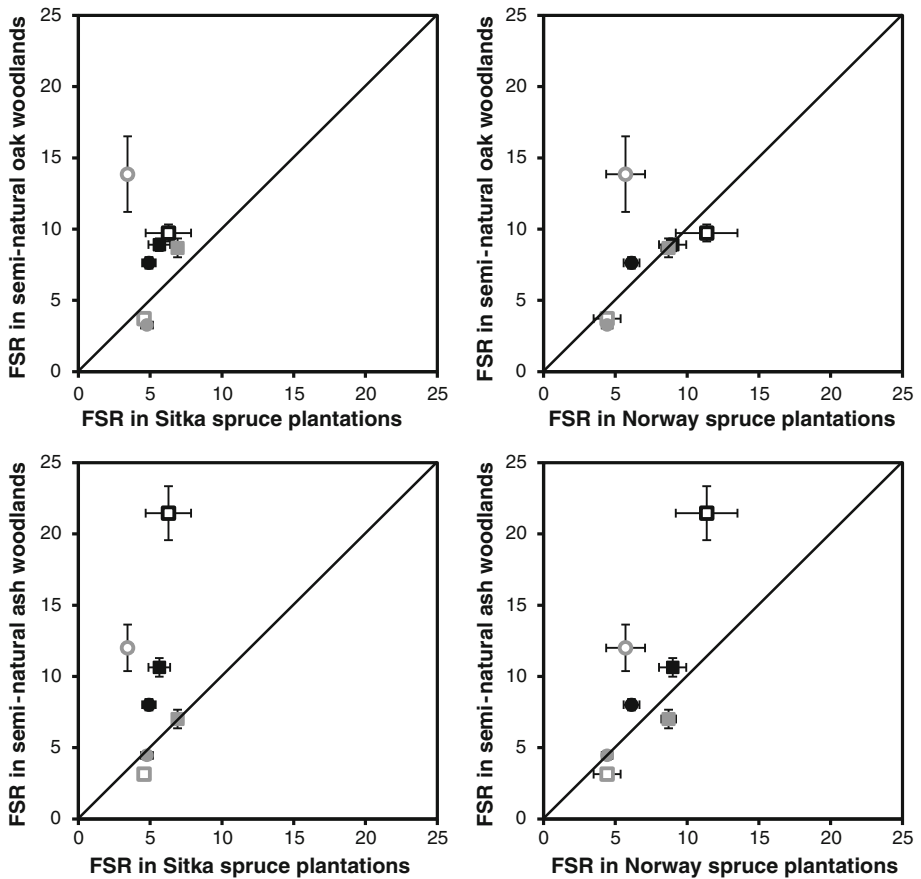 FSR in semi-natural oak woodlands
25
20
15
10
5
0
0 5 10 15 20 25
FSR in Sitka spruce plantations
FSR in semi-natural oak woodlands
25
20
15
10
5
0
0 5 10 15 20 25
FSR in Norway spruce plantations
FSR in semi-natural ash woodlands
25
20
15
10
5
0
0 5 10 15 20 25
FSR in Sitka spruce plantations
FSR in semi-natural ash woodlands
25
20
15
10
5
0
0 5 10 15 20 25
FSR in Norway spruce plantations